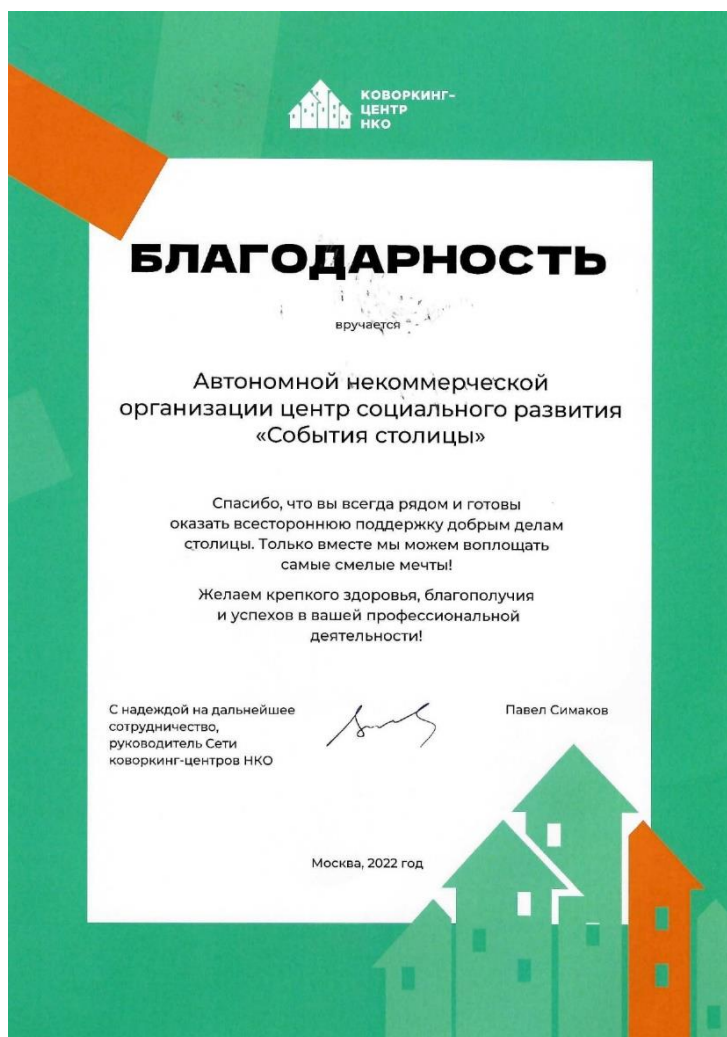 КОВОРКИНГ-
ЦЕНТР
НКО
БЛАГОДАРНОСТЬ
вручается
Автономной некоммерческой
организации центр социального развития
«События столицы»
Спасибо, что вы всегда рядом и готовы
оказать всестороннюю поддержку добрым делам
столицы. Только вместе мы можем воплощать
самые смелые мечты!
Желаем крепкого здоровья, благополучия
и успехов в вашей профессиональной
деятельности!
С надеждой на дальнейшее
сотрудничество,
руководитель Сети
коворкинг-центров НКО
Павел Симаков
Москва, 2022 год